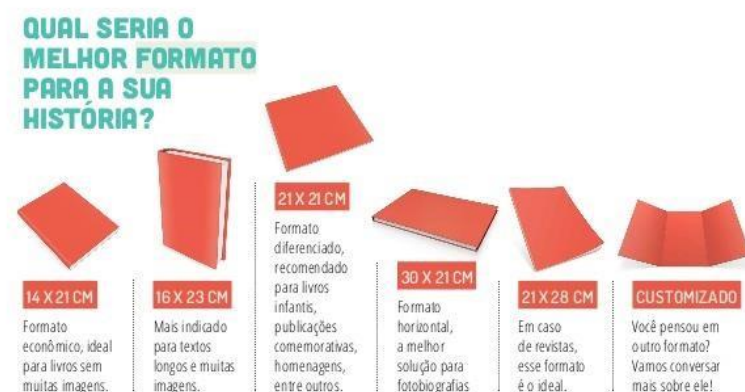 QUAL SERIA O
MELHOR FORMATO
PARA A SUA
HISTÓRIA?
14 X 21 CM
Formato
econômico, ideal
para livros sem
muitas imagens.
16 X 23 CM
Mais indicado
para textos
longos e muitas
imagens.
21 X 21 CM
Formato
diferenciado,
recomendado
para livros
infantis,
publicações
comemorativas,
homenagens,
entre outros.
30 X 21 CM
Formato
horizontal,
a melhor
solução para
fotobiografias
21 X 28 CM
Em caso
de revistas,
esse formato
é o ideal.
CUSTOMIZADO
Você pensou em
outro formato?
Vamos conversar
mais sobre ele!